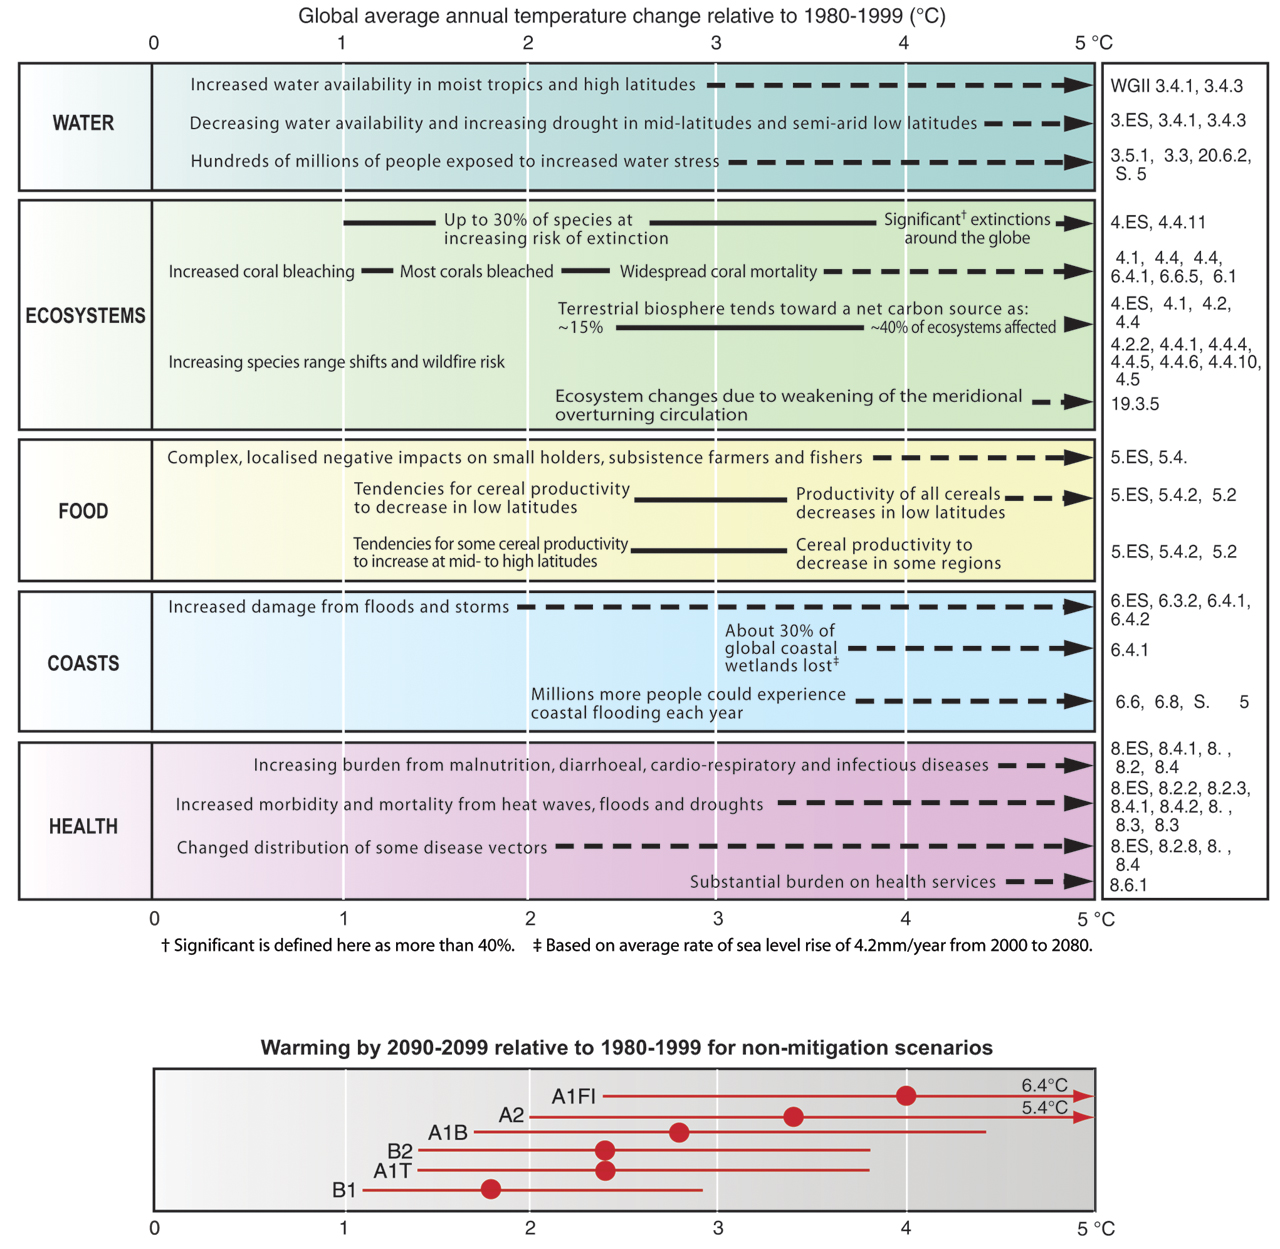 Global average annual temperature change relative to 1980-1999 (°C)
0 1 2 3 4 5 °C
WATER
Increased water availability in moist tropics and high latitudes
WGII 3.4.1, 3.4.3
Decreasing water availability and increasing drought in mid-latitudes and semi-arid low latitudes
3.ES, 3.4.1, 3.4.3
Hundreds of millions of people exposed to increased water stress
3.5.1, 3.3, 20.6.2,
S. 5
ECOSYSTEMS
Up to 30% of species at
increasing risk of extinction
Significant† extinctions
around the globe
4.ES, 4.4.11
Increased coral bleaching Most corals bleached Widespread coral mortality
4.1, 4.4, 4.4,
6.4.1, 6.6.5, 6.1
Terrestrial biosphere tends toward a net carbon source as:
~15% ~40% of ecosystems affected
4.ES, 4.1, 4.2,
4.4
Increasing species range shifts and wildfire risk
4.2.2, 4.4.1, 4.4.4,
4.4.5, 4.4.6, 4.4.10,
4.5
Ecosystem changes due to weakening of the meridional
overturning circulation
19.3.5
FOOD
Complex, localised negative impacts on small holders, subsistence farmers and fishers
5.ES, 5.4.
Tendencies for cereal productivity
to decrease in low latitudes
Productivity of all cereals
decreases in low latitudes
5.ES, 5.4.2, 5.2
Tendencies for some cereal productivity
to increase at mid- to high latitudes
Cereal productivity to
decrease in some regions
5.ES, 5.4.2, 5.2
COASTS
Increased damage from floods and storms
6.ES, 6.3.2, 6.4.1,
6.4.2
About 30% of
global coastal
wetlands lost‡
6.4.1
Millions more people could experience
coastal flooding each year
6.6, 6.8, S. 5
HEALTH
Increasing burden from malnutrition, diarrhoeal, cardio-respiratory and infectious diseases
8.ES, 8.4.1, 8. ,
8.2, 8.4
Increased morbidity and mortality from heat waves, floods and droughts
8.ES, 8.2.2, 8.2.3,
8.4.1, 8.4.2, 8. ,
8.3, 8.3
Changed distribution of some disease vectors
8.ES, 8.2.8, 8. ,
8.4
Substantial burden on health services
8.6.1
0 1 2 3 4 5 °C
† Significant is defined here as more than 40%. ‡ Based on average rate of sea level rise of 4.2mm/year from 2000 to 2080.
Warming by 2090-2099 relative to 1980-1999 for non-mitigation scenarios
A1FI 6.4°C
A2 5.4°C
A1B
B2
A1T
B1
0 1 2 3 4 5 °C